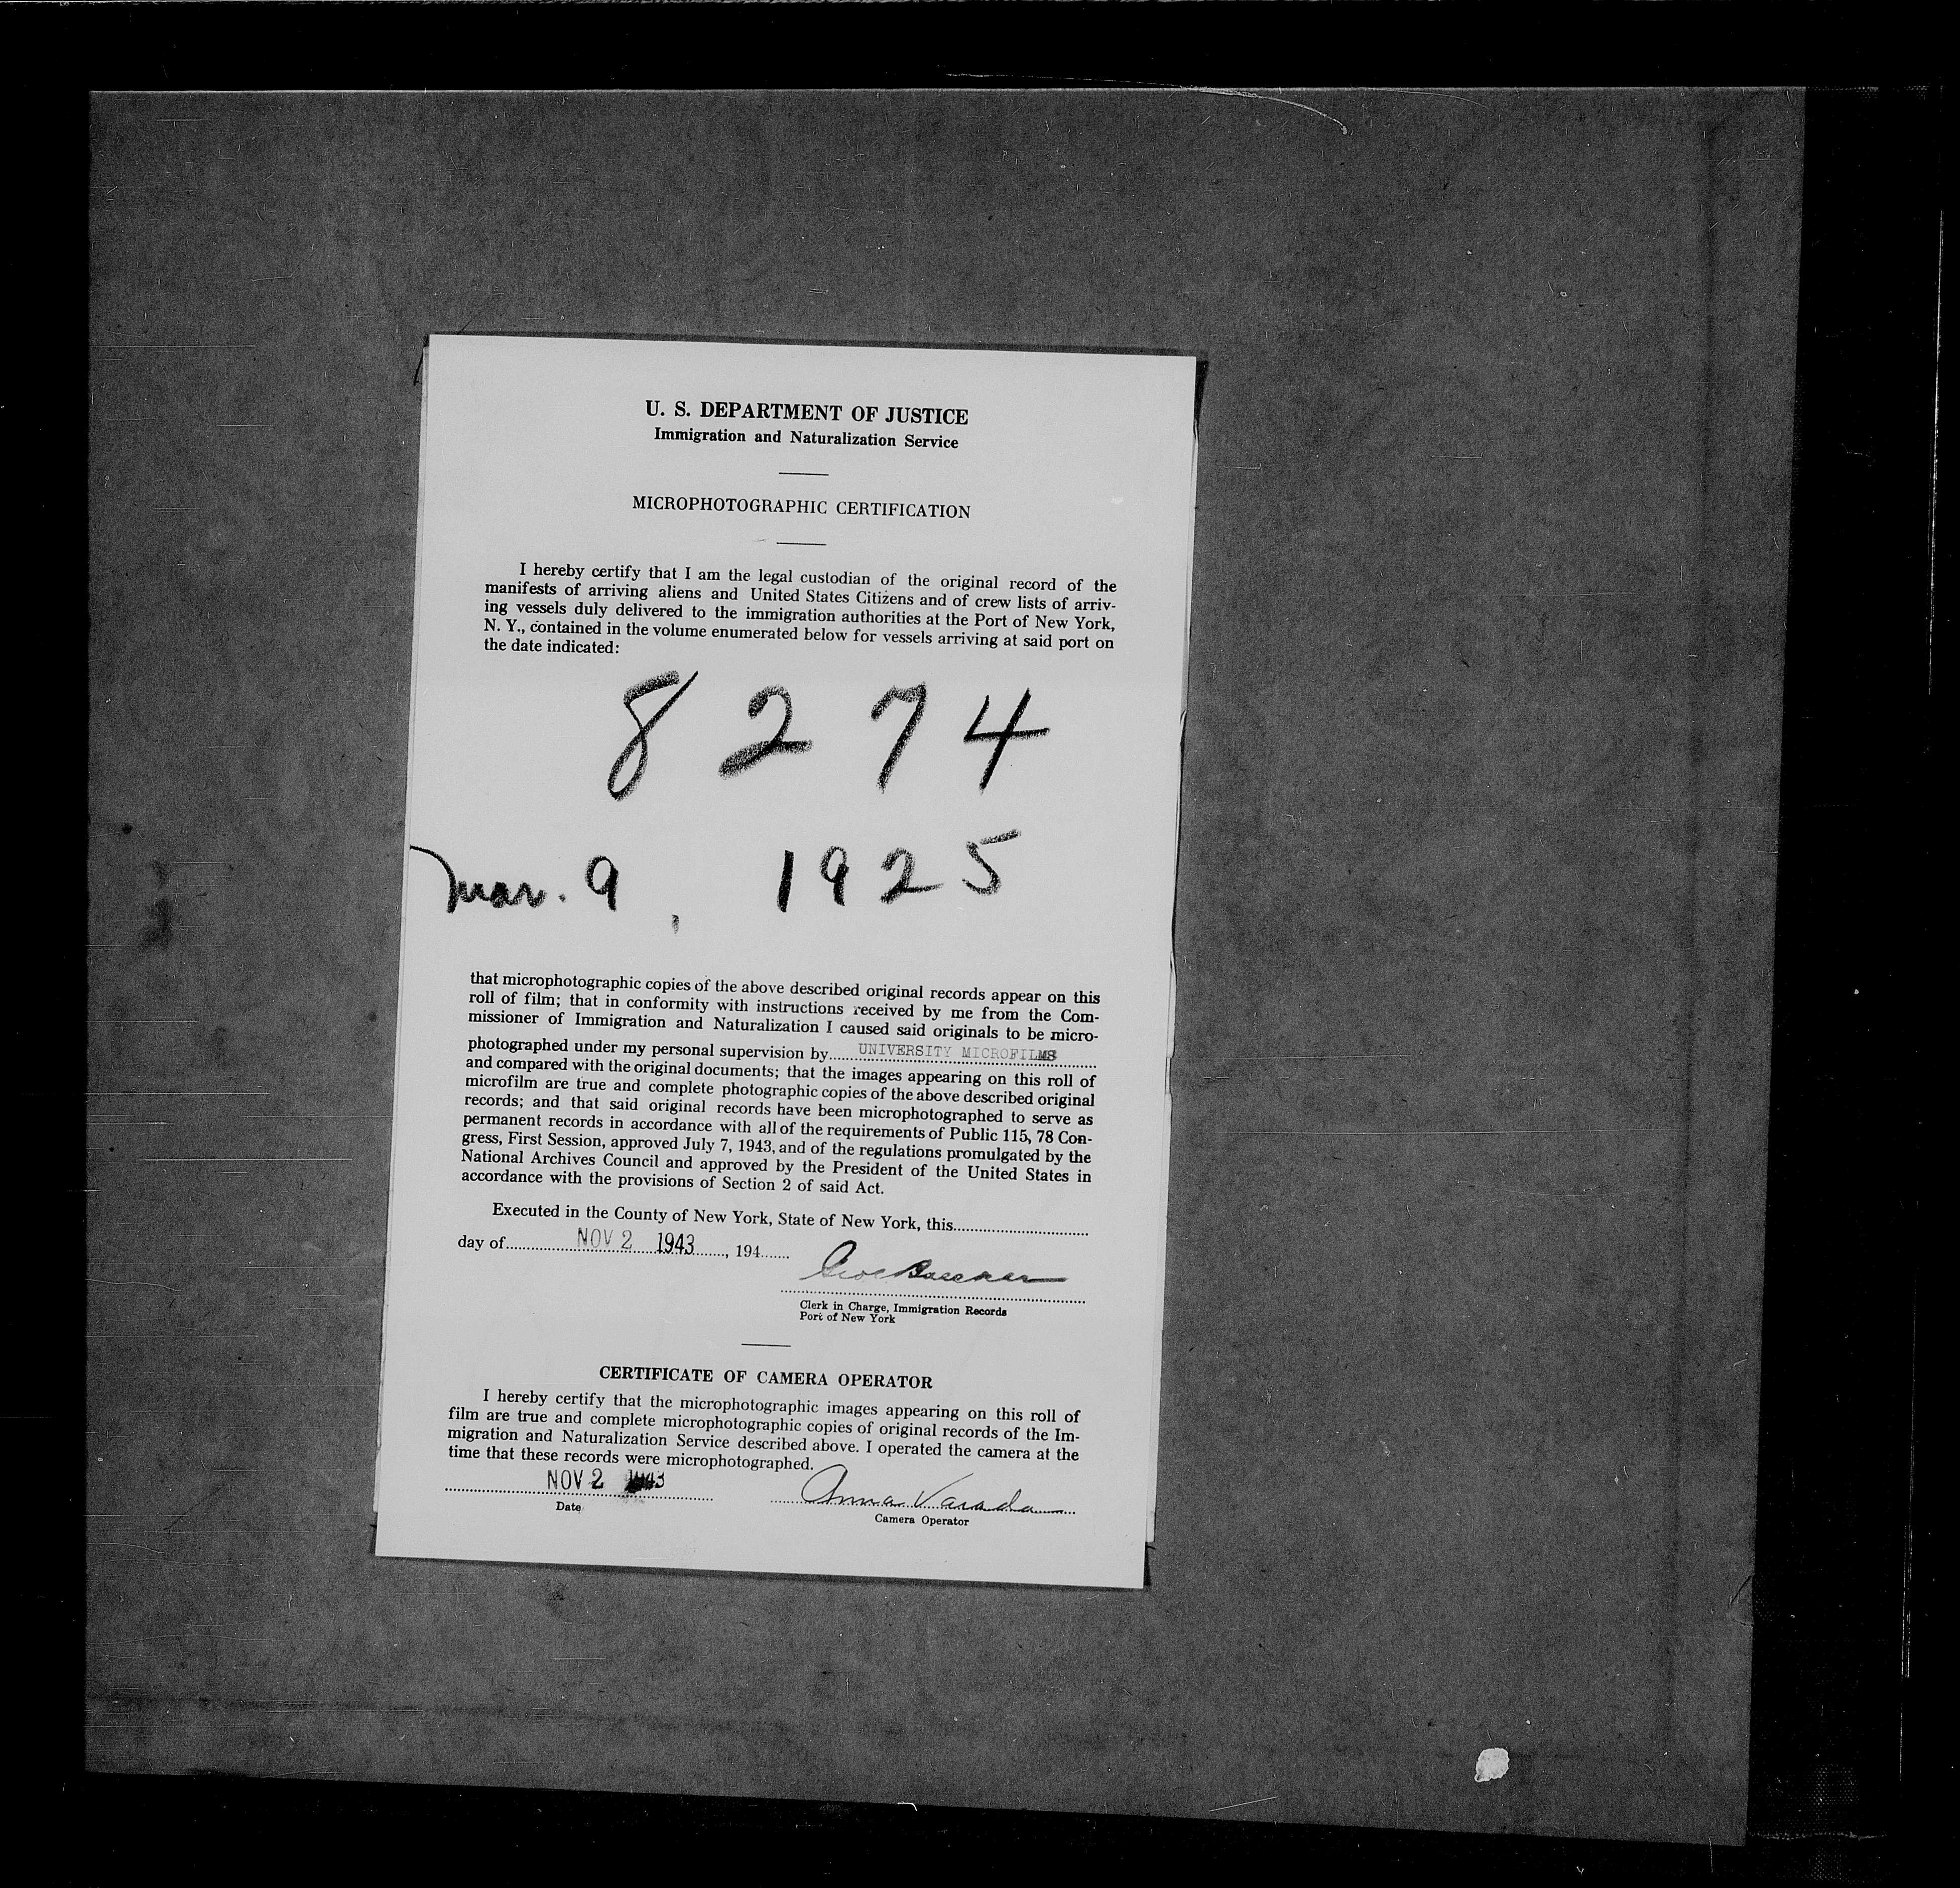 U. S. DEPARTMENT OF JUSTICE
Immigration and Naturalization Service
MICROPHOTOGRAPHIC CERTIFICATION
I hereby certify that I am the legal custodian of the original record of the
manifests of arriving aliens and United States Citizens and of crew lists of arriv-
ing vessels duly delivered to the immigration authorities at the Port of New York,
N. Y., contained in the volume enumerated below for vessels arriving at said port on
the date indicated:
8274
Mar. 9, 1925
that microphotographic copies of the above described original records appear on this
roll of film; that in conformity with instructions received by me from the Com-
missioner of Immigration and Naturalization I caused said originals to be micro-
photographed under my personal supervision by UNIVERSITY MICROFILMS
and compared with the original documents; that the images appearing on this roll of
microfilm are true and complete photographic copies of the above described original
records; and that said original records have been microphotographed to serve as
permanent records in accordance with all of the requirements of Public 115, 78 Con-
gress, First Session, approved July 7, 1943, and of the regulations promulgated by the
National Archives Council and approved by the President of the United States in
accordance with the provisions of Section 2 of said Act.
Executed in the County of New York, State of New York, this
day of NOV 2 1943, 194
Clerk in Charge, Immigration Records
Port of New York
CERTIFICATE OF CAMERA OPERATOR
I hereby certify that the microphotographic images appearing on this roll of
film are true and complete microphotographic copies of original records of the Im-
migration and Naturalization Service described above. I operated the camera at the
time that these records were microphotographed.
NOV 2 1943 Anna Varada
Date
Camera Operator